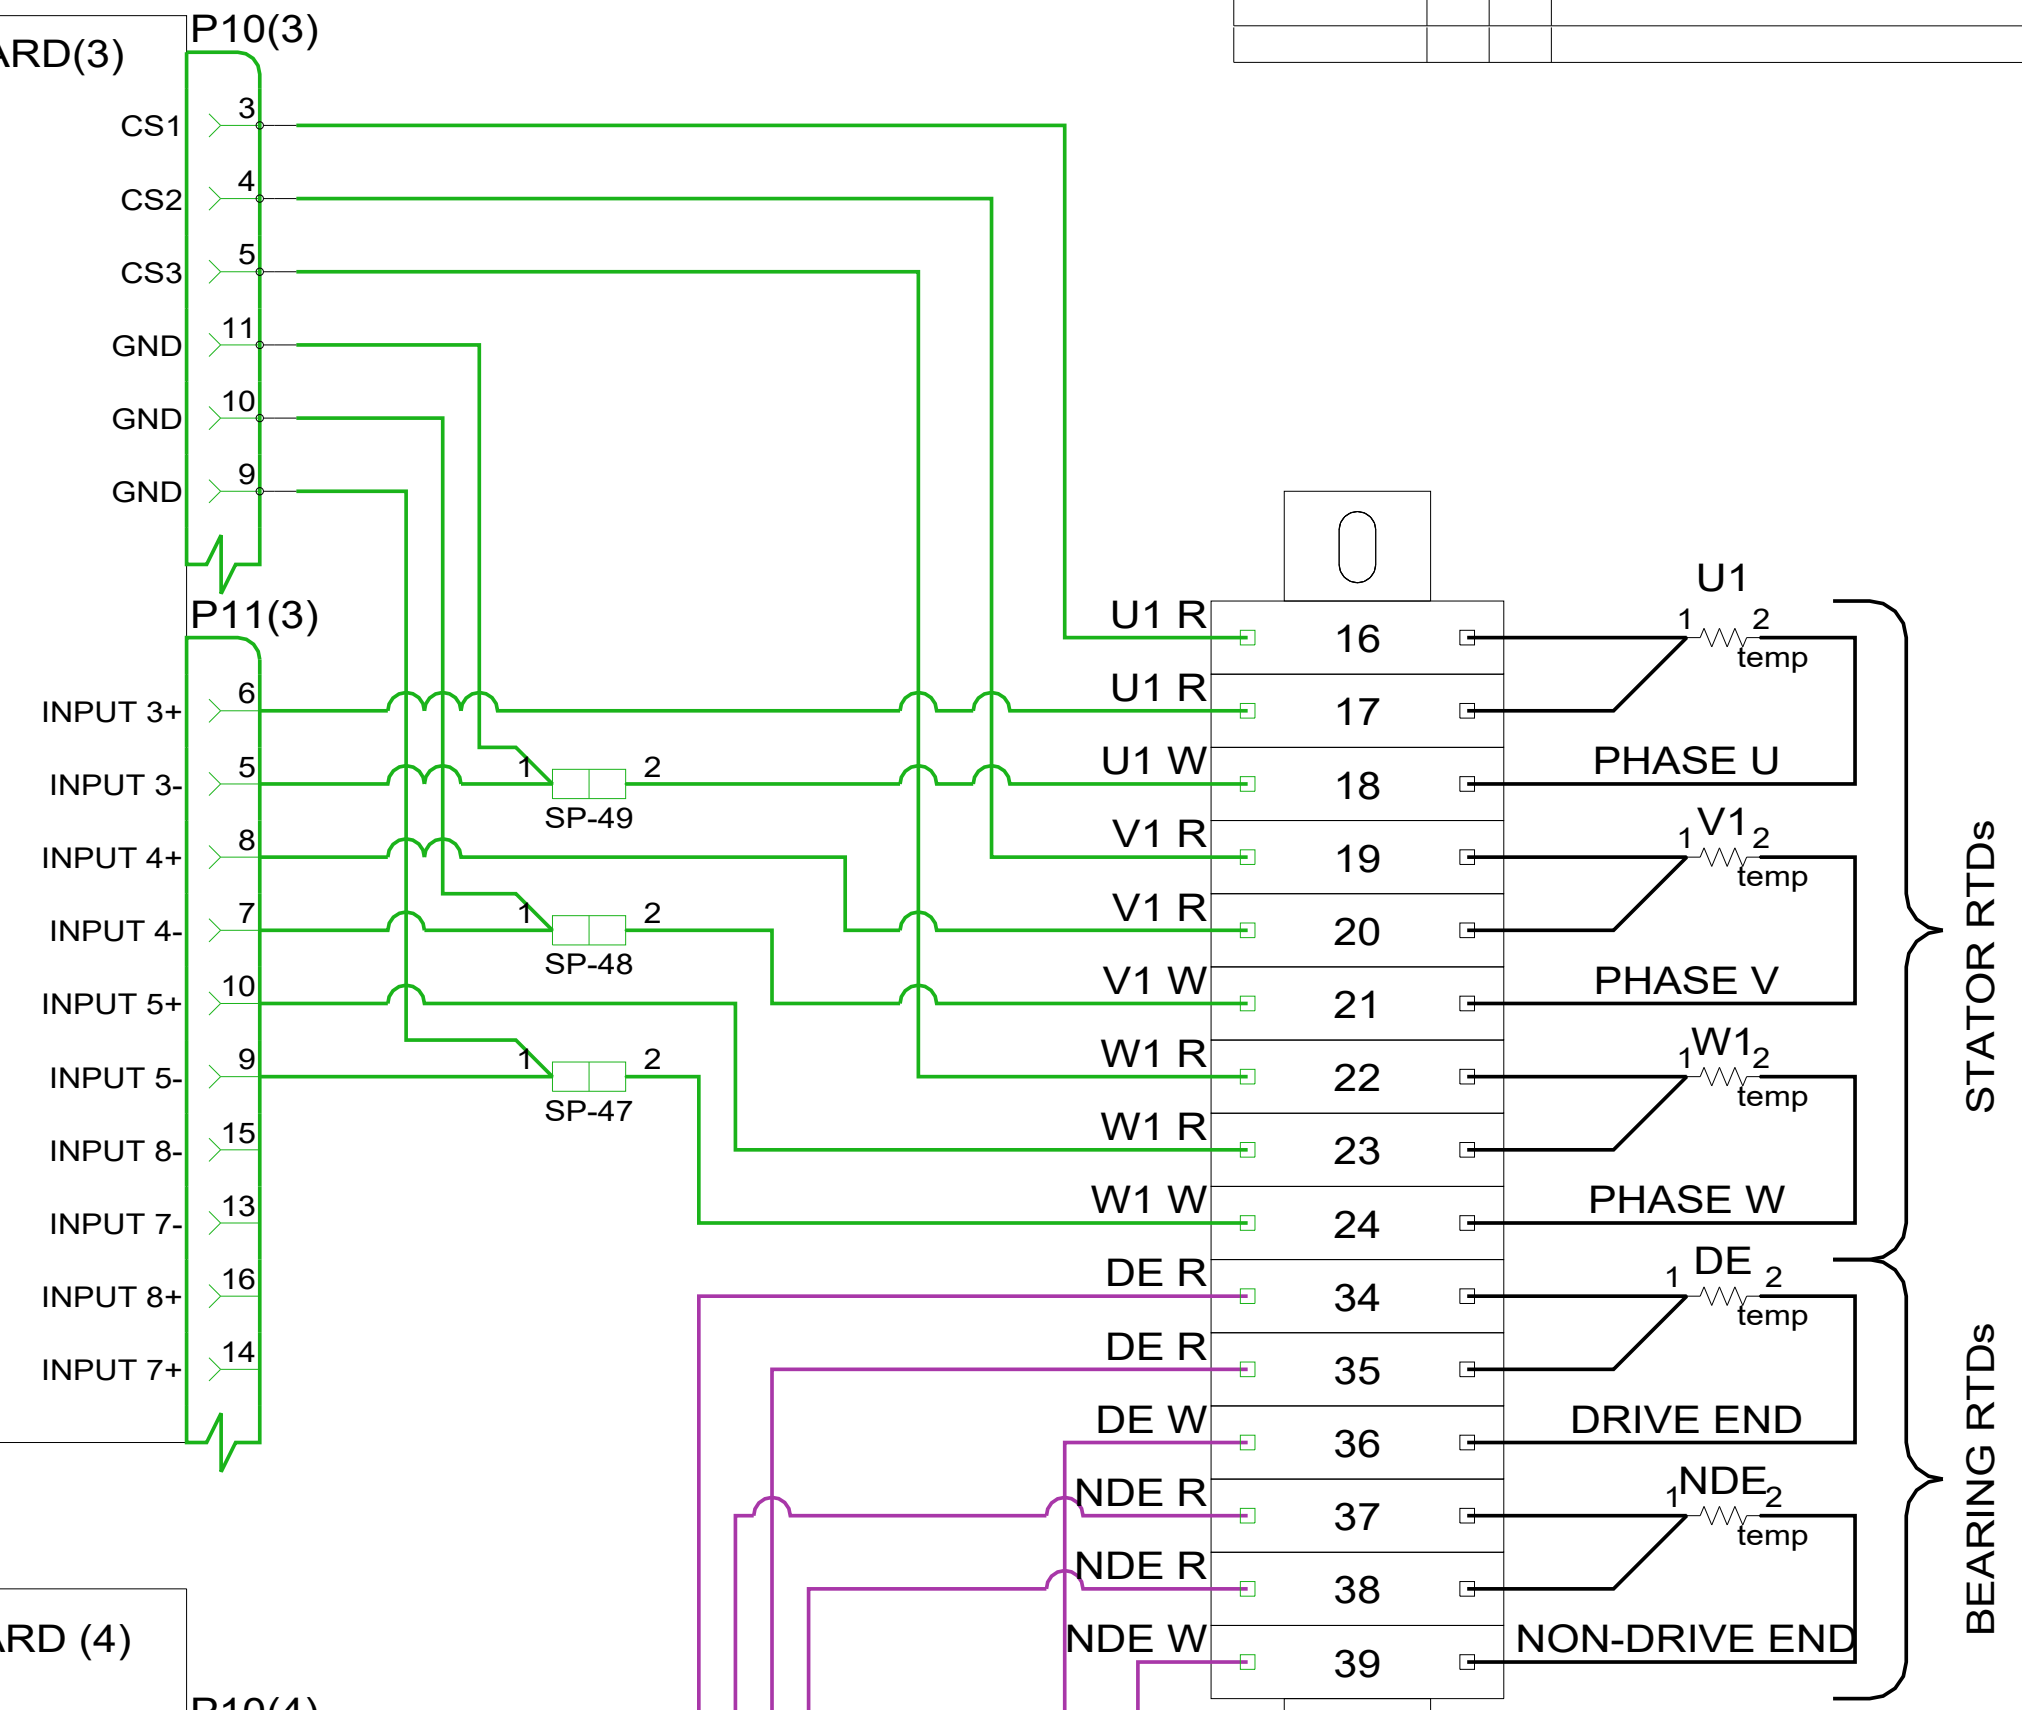 P10(3)
ARD(3)
CS1 3
CS2 4
CS3 5
GND 11
GND 10
GND 9
P11(3)
INPUT 3+ 6
INPUT 3- 5
INPUT 4+ 8
INPUT 4- 7
INPUT 5+ 10
INPUT 5- 9
INPUT 8- 15
INPUT 7- 13
INPUT 8+ 16
INPUT 7+ 14
1 2
SP-49
1 2
SP-48
1 2
SP-47
U1 R 16
U1 R 17
U1 W 18
V1 R 19
V1 R 20
V1 W 21
W1 R 22
W1 R 23
W1 W 24
DE R 34
DE R 35
DE W 36
NDE R 37
NDE R 38
NDE W 39
U1
1 2
temp
PHASE U
V1
1 2
temp
PHASE V
W1
1 2
temp
PHASE W
DE
1 2
temp
DRIVE END
NDE
1 2
temp
NON-DRIVE END
STATOR RTDs
BEARING RTDs
ARD (4)
P10(4)